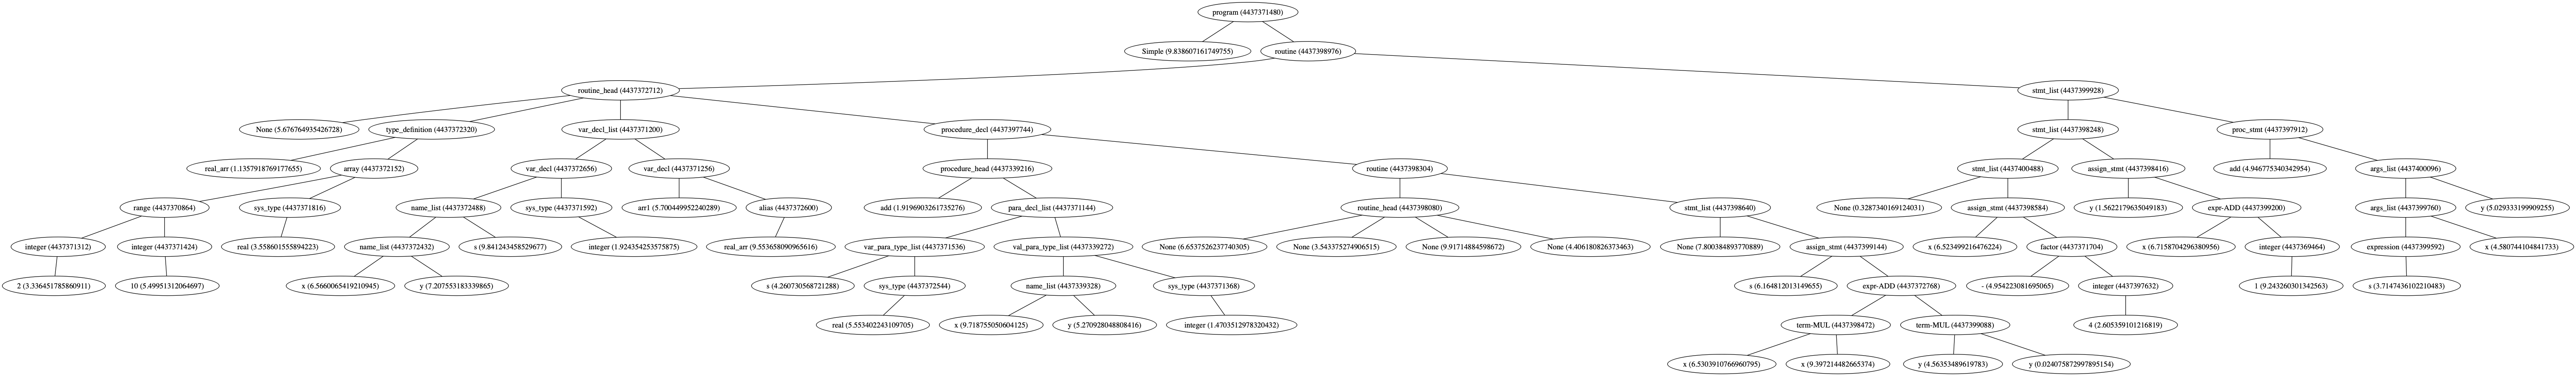 program (4437371480)
Simple (9.838607161749755)
routine (4437398976)
routine_head (4437372712)
stmt_list (4437399928)
None (5.676764935426728)
type_definition (4437372320)
var_decl_list (4437371200)
procedure_decl (4437397744)
stmt_list (4437398248)
proc_stmt (4437397912)
real_arr (1.1357918769177655)
array (4437372152)
var_decl (4437372656)
var_decl (4437371256)
procedure_head (4437339216)
routine (4437398304)
stmt_list (4437400488)
assign_stmt (4437398416)
add (4.946775340342954)
args_list (4437400096)
range (4437370864)
sys_type (4437371816)
name_list (4437372488)
sys_type (4437371592)
arr1 (5.700449952240289)
alias (4437372600)
add (1.9196903261735276)
para_decl_list (4437371144)
routine_head (4437398080)
stmt_list (4437398640)
None (0.3287340169124031)
assign_stmt (4437398584)
y (1.5622179635049183)
expr-ADD (4437399200)
args_list (4437399760)
y (5.029333199909255)
integer (4437371312)
integer (4437371424)
real (3.558601555894223)
name_list (4437372432)
s (9.841243458529677)
integer (1.924354253575875)
real_arr (9.553658090965616)
var_para_type_list (4437371536)
val_para_type_list (4437339272)
None (6.6537526237740305)
None (3.543375274906515)
None (9.91714884598672)
None (4.406180826373463)
None (7.800384893770889)
assign_stmt (4437399144)
x (6.523499216476224)
factor (4437371704)
x (6.7158704296380956)
integer (4437369464)
expression (4437399592)
x (4.580744104841733)
2 (3.336451785860911)
10 (5.49951312064697)
x (6.5660065419210945)
y (7.207553183339865)
s (4.260730568721288)
sys_type (4437372544)
name_list (4437339328)
sys_type (4437371368)
s (6.164812013149655)
expr-ADD (4437372768)
- (4.954223081695065)
integer (4437397632)
1 (9.243260301342563)
s (3.7147436102210483)
real (5.553402243109705)
x (9.718755050604125)
y (5.270928048808416)
integer (1.4703512978320432)
term-MUL (4437398472)
term-MUL (4437399088)
4 (2.605359101216819)
x (6.5303910766960795)
x (9.397214482665374)
y (4.56353489619783)
y (0.024075872997895154)